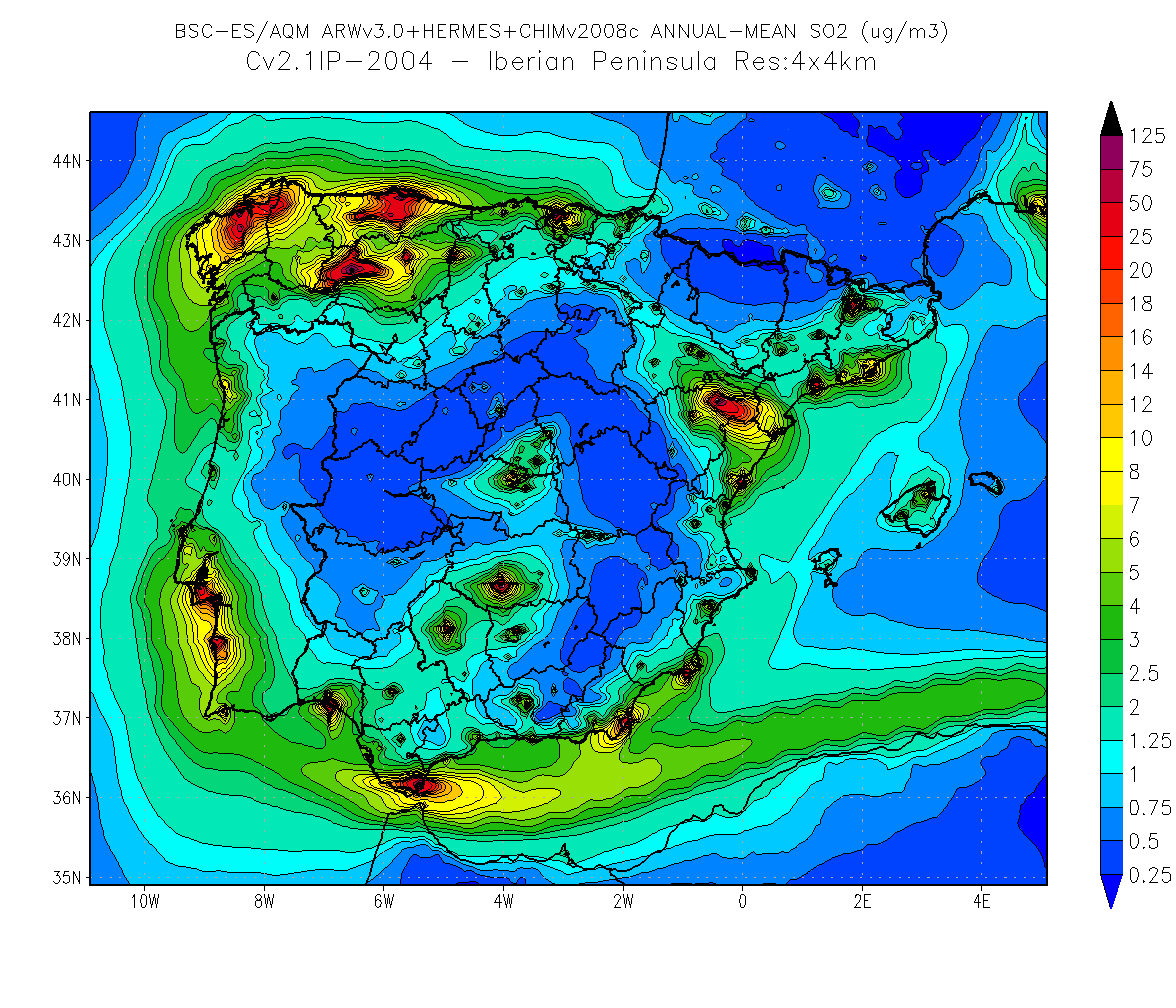 BSC-ES/AQM ARWv3.0+HERMES+CHIMv2008c ANNUAL-MEAN SO2 (ug/m3)
Cv2.1IP-2004 - Iberian Peninsula Res:4x4km
44N
43N
42N
41N
40N
39N
38N
37N
36N
35N
10W 8W 6W 4W 2W 0 2E 4E
125
75
50
25
20
18
16
14
12
10
8
7
6
5
4
3
2.5
2
1.25
1
0.75
0.5
0.25